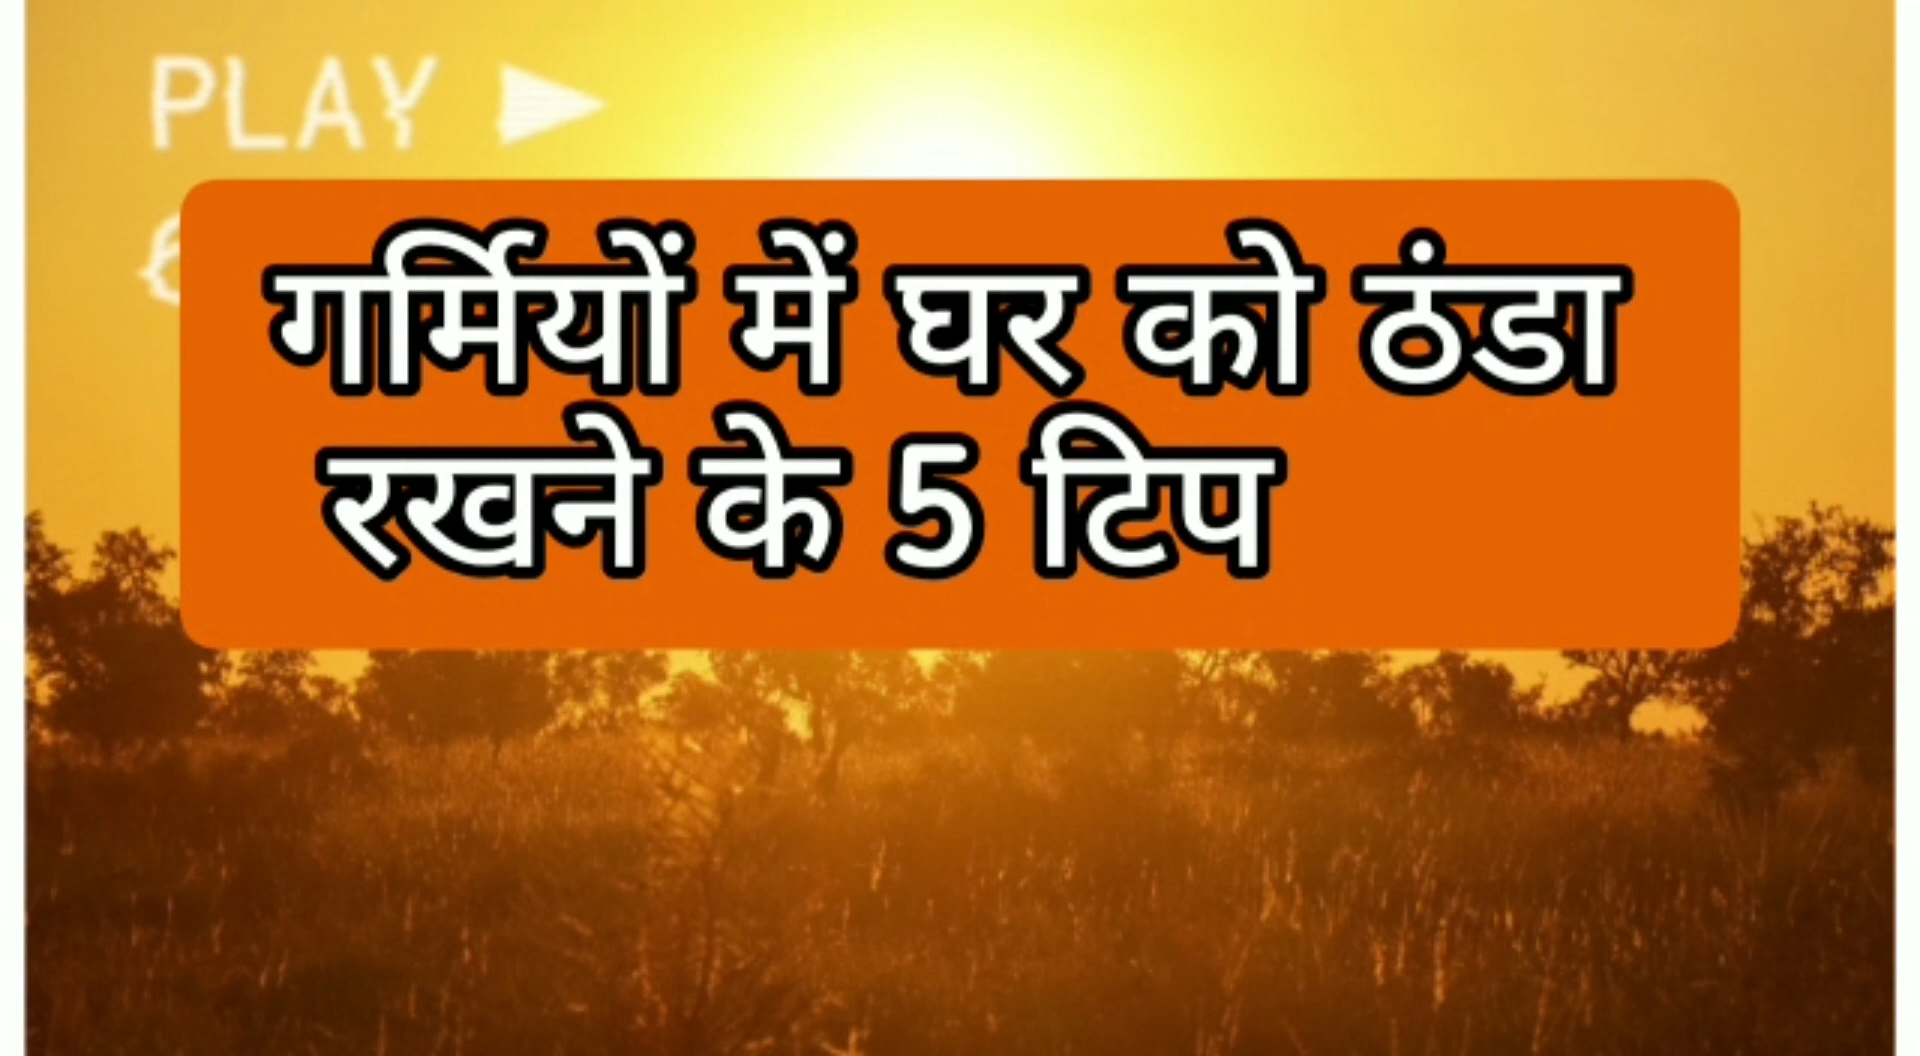 PLAY ▶
गर्मियों में घर को ठंडा
रखने के 5 टिप